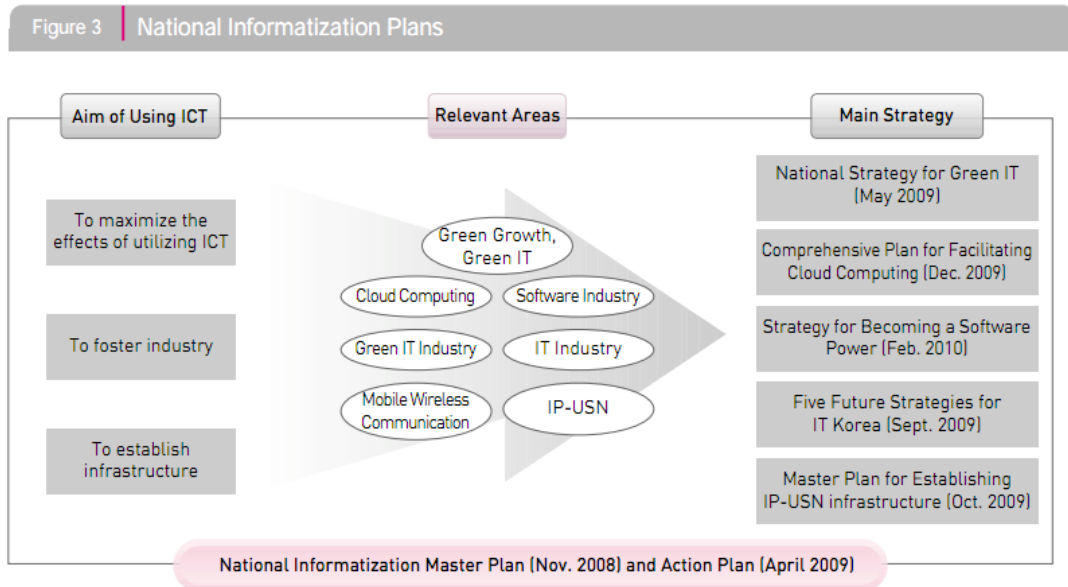 Figure 3
National Informatization Plans
Aim of Using ICT
Relevant Areas
Main Strategy
To maximize the
effects of utilizing ICT
To foster industry
To establish
infrastructure
Green Growth,
Green IT
Cloud Computing
Software Industry
Green IT Industry
IT Industry
Mobile Wireless
Communication
IP-USN
National Strategy for Green IT
(May 2009)
Comprehensive Plan for Facilitating
Cloud Computing (Dec. 2009)
Strategy for Becoming a Software
Power (Feb. 2010)
Five Future Strategies for
IT Korea (Sept. 2009)
Master Plan for Establishing
IP-USN infrastructure (Oct. 2009)
National Informatization Master Plan (Nov. 2008) and Action Plan (April 2009)